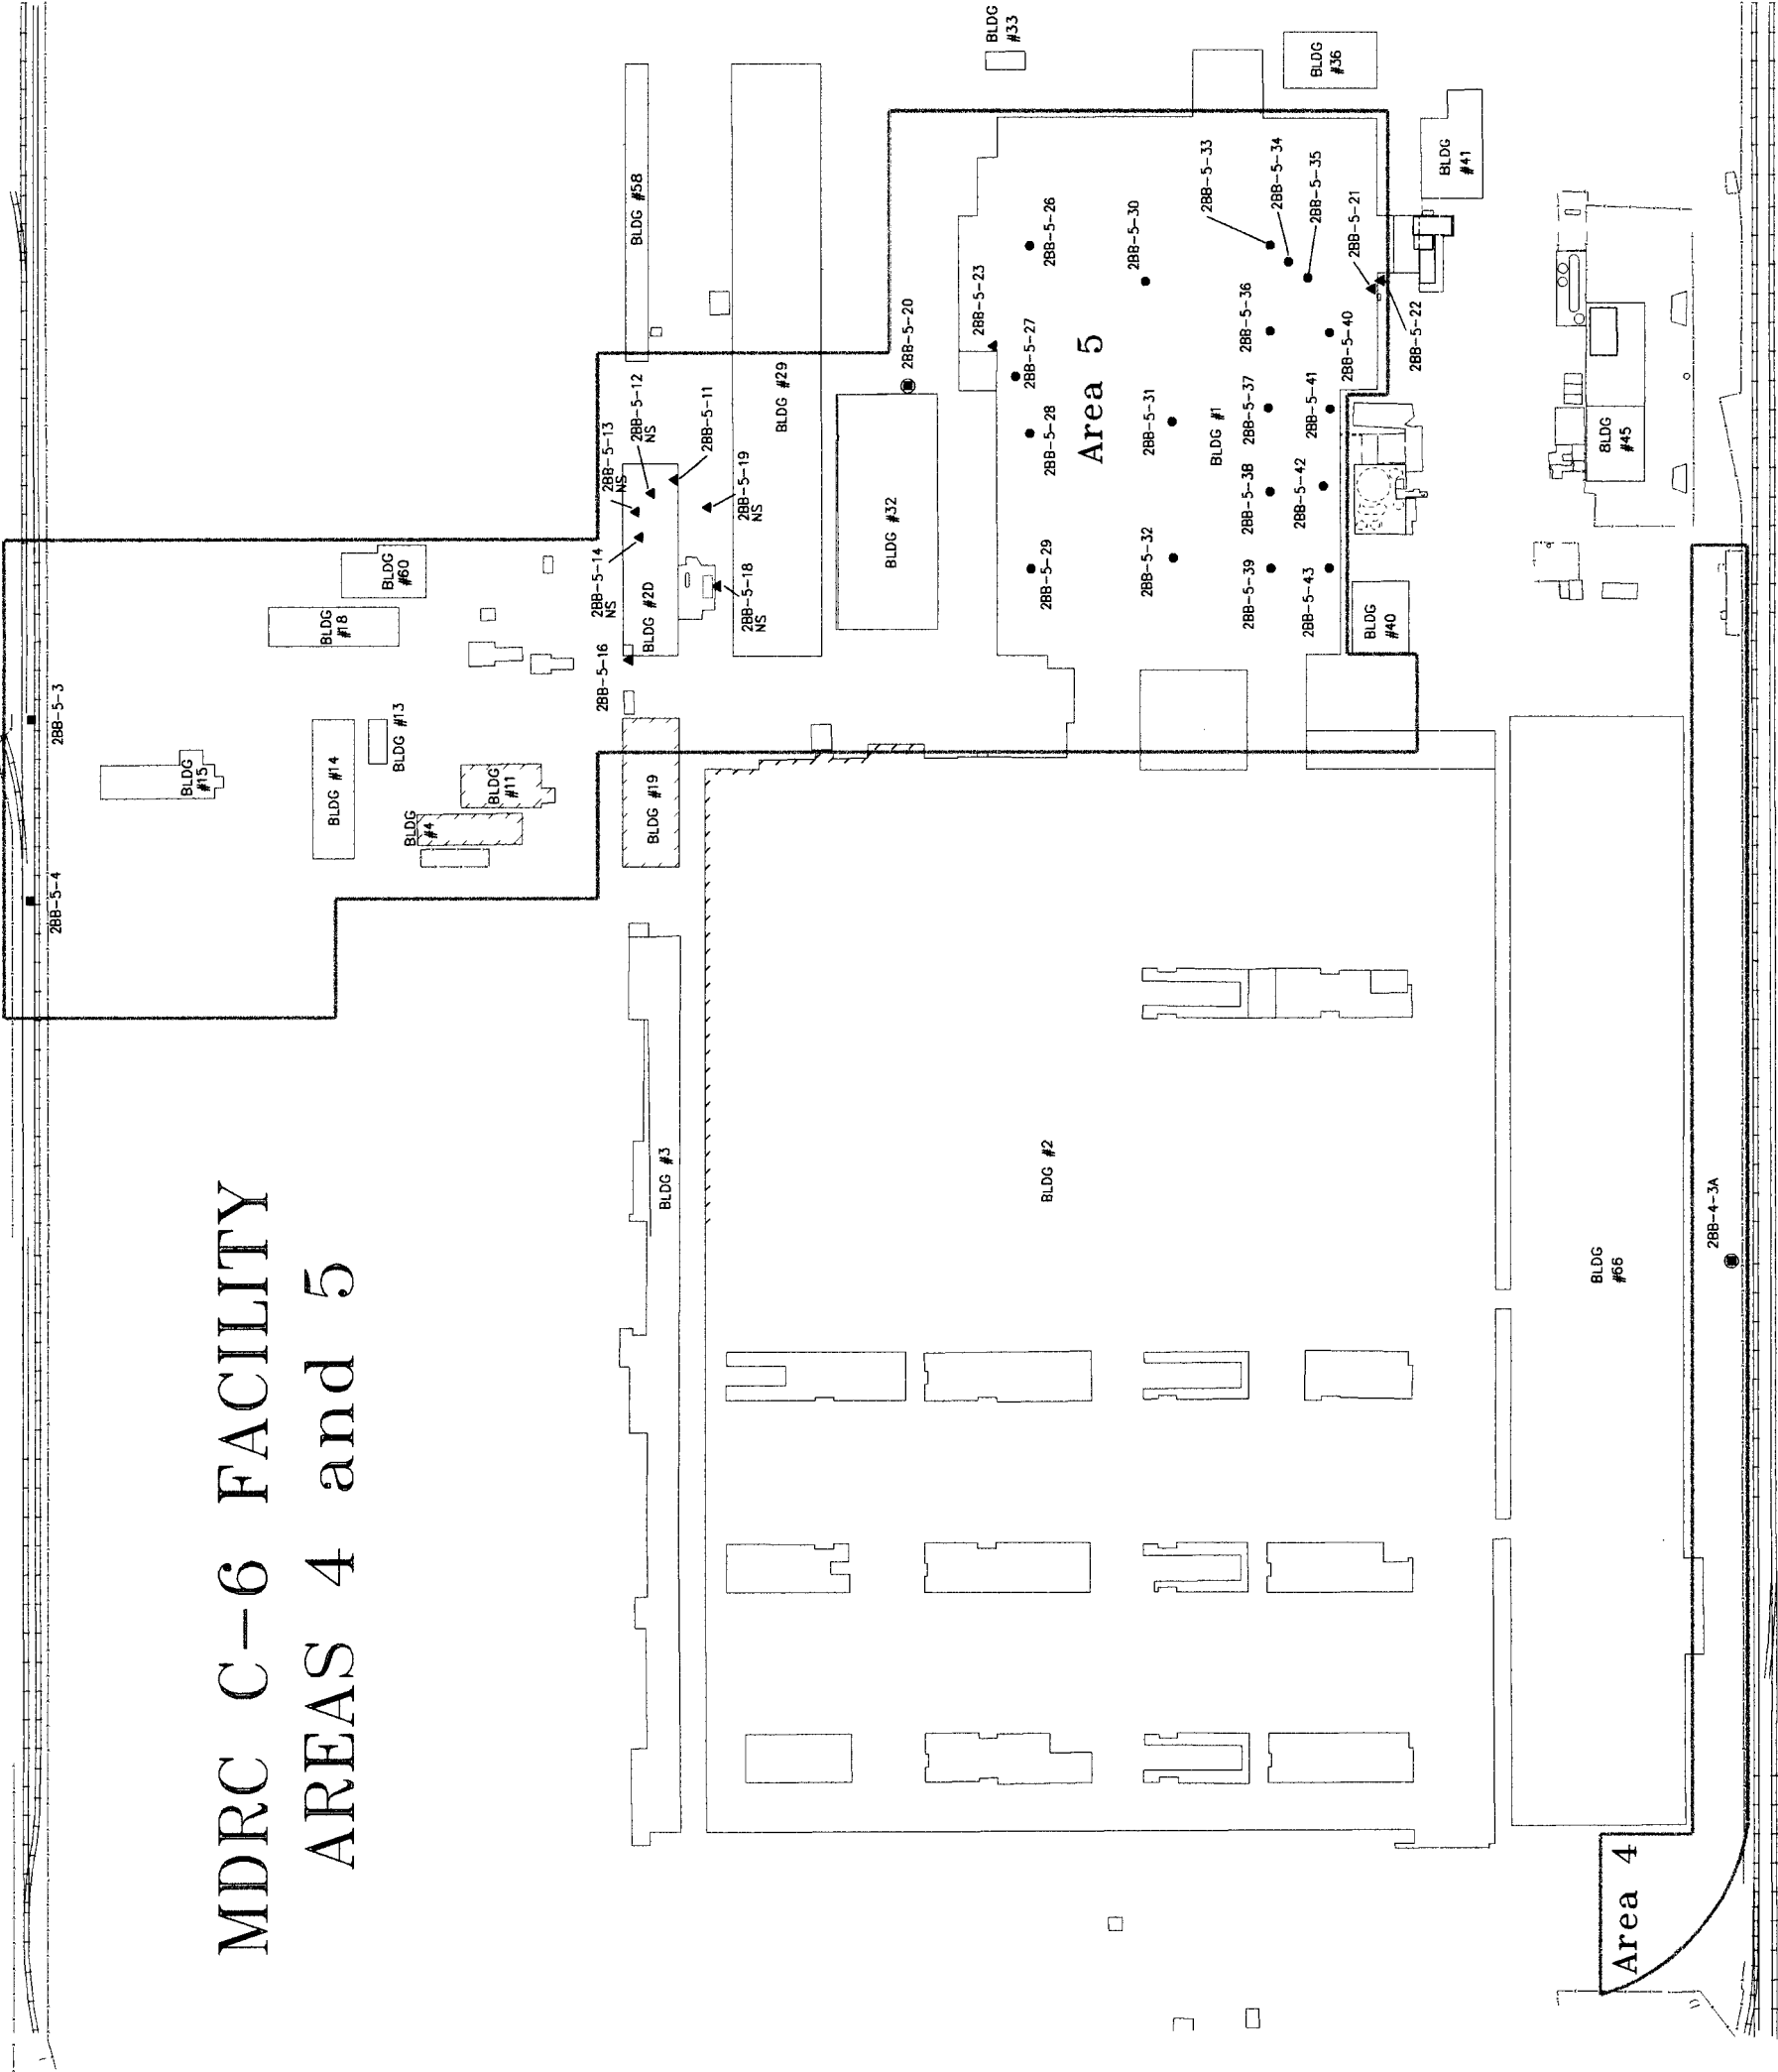 MDRC C-6 FACILITY
AREAS 4 and 5
2BB-5-4
2BB-5-3
BLDG
#15
BLDG #14
BLDG #13
BLDG
#4
BLDG
#11
BLDG
#18
BLDG
#60
BLDG #19
2BB-5-16
BLDG #2D
2BB-5-14
NS
2BB-5-13
NS
2BB-5-12
NS
2BB-5-11
2BB-5-19
NS
2BB-5-18
NS
BLDG #58
BLDG #29
BLDG #32
2BB-5-20
BLDG
#33
BLDG
#36
BLDG
#41
2BB-5-23
2BB-5-26
2BB-5-27
2BB-5-28
2BB-5-29
Area 5
2BB-5-30
2BB-5-31
2BB-5-32
BLDG #1
2BB-5-33
2BB-5-34
2BB-5-35
2BB-5-36
2BB-5-37
2BB-5-38
2BB-5-39
2BB-5-40
2BB-5-41
2BB-5-42
2BB-5-43
2BB-5-21
2BB-5-22
BLDG
#40
BLDG
#45
BLDG #3
BLDG #2
BLDG
#66
2BB-4-3A
Area 4